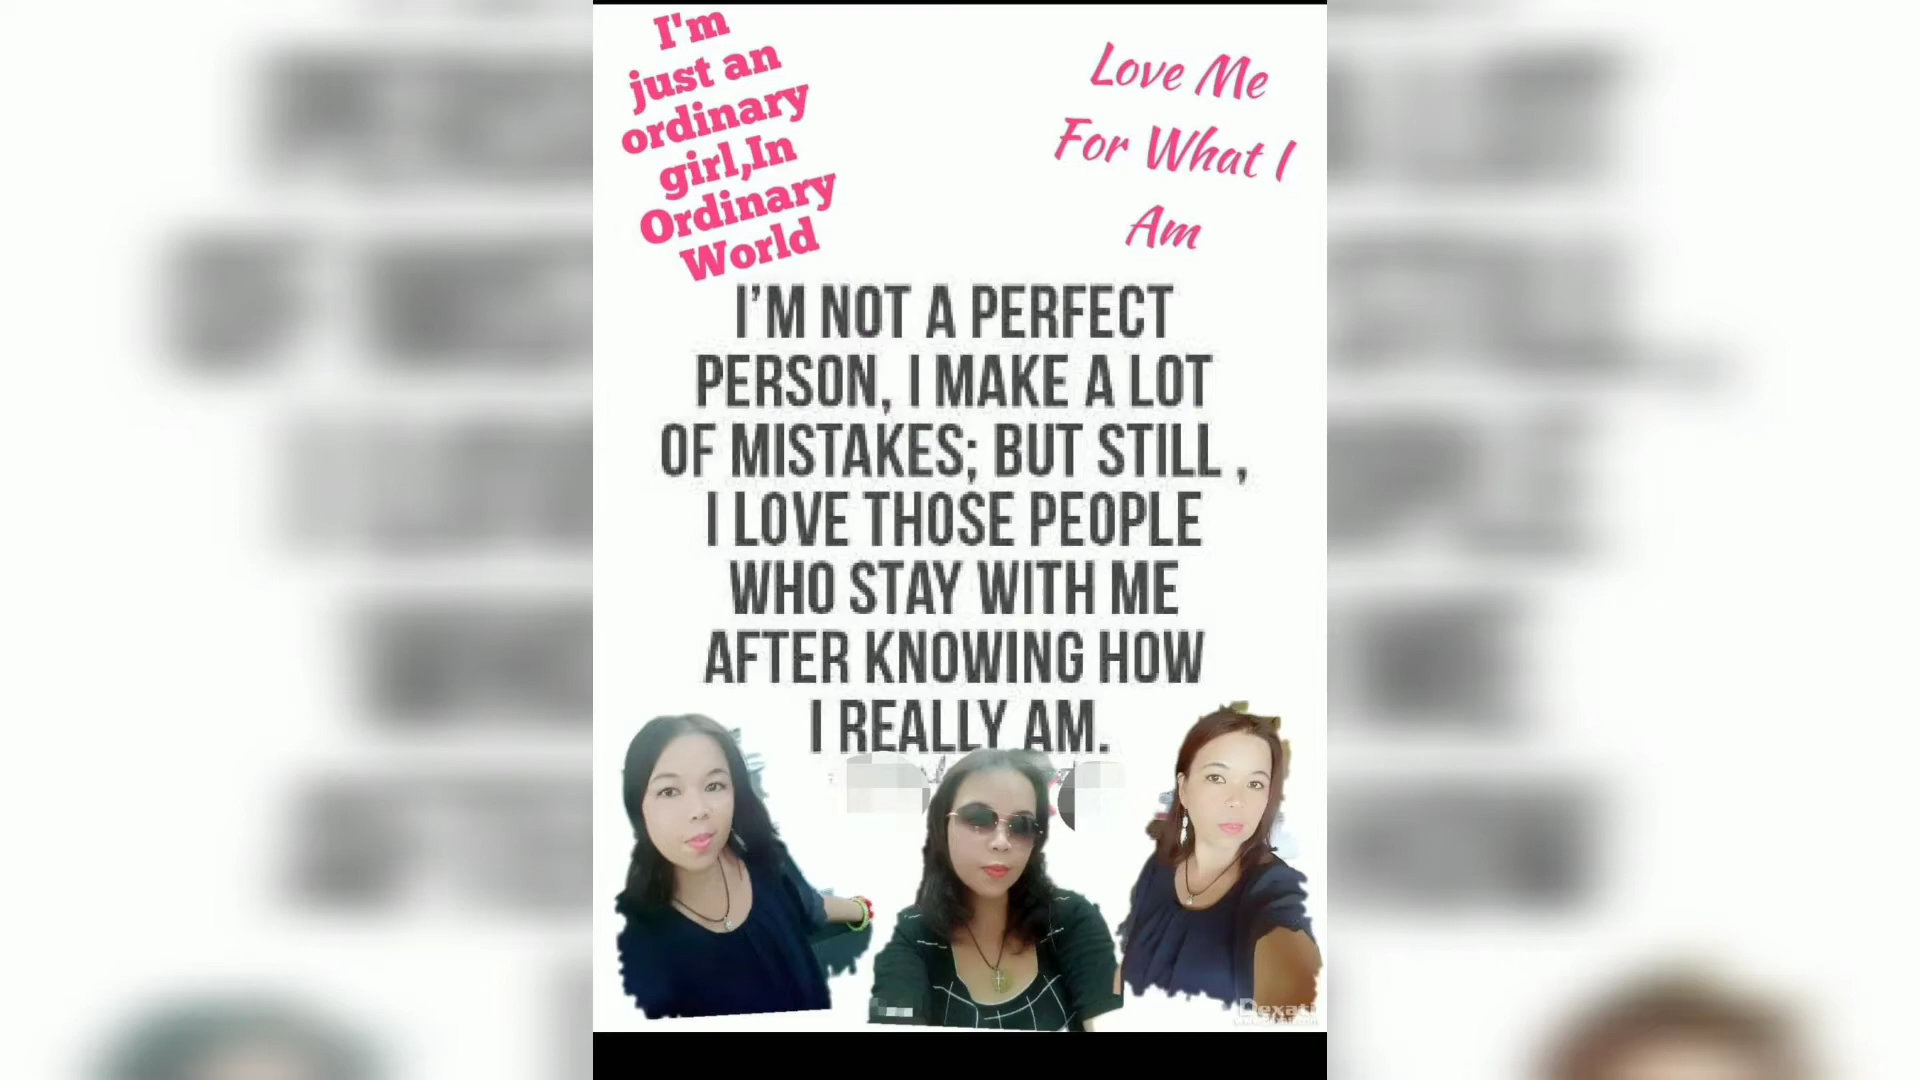 I'm
just an
ordinary
girl,In
Ordinary
World
Love Me
For What I
Am
I'M NOT A PERFECT
PERSON, I MAKE A LOT
OF MISTAKES; BUT STILL ,
I LOVE THOSE PEOPLE
WHO STAY WITH ME
AFTER KNOWING HOW
I REALLY AM.
Dexati